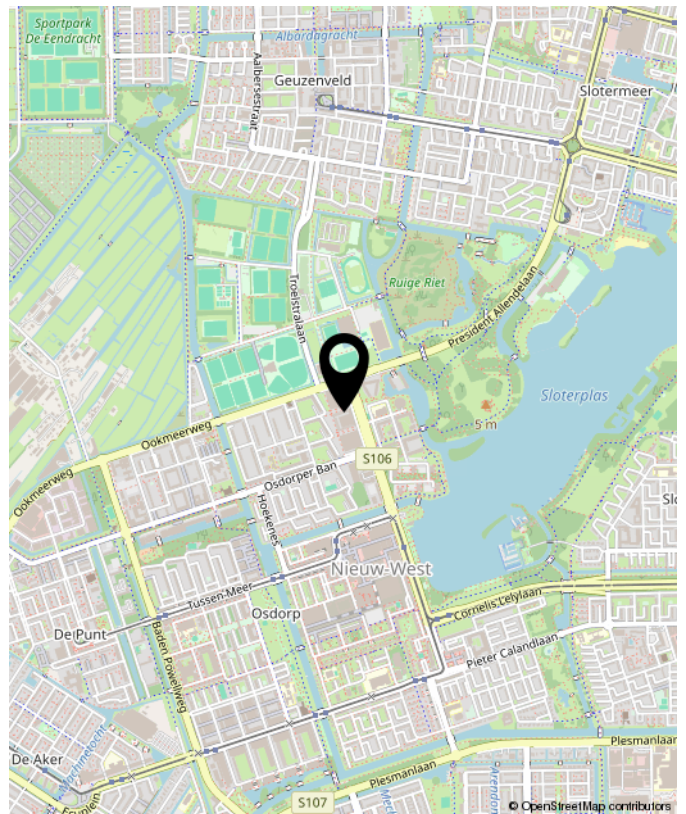 Sportpark
De Eendracht
Albardagracht
Geuzenveld
Aalbersestraat
Slotermeer
Troelstralaan
Ruige Riet
President Allendelaan
Sloterplas
5 m
Ookmeerweg
Ookmeerweg
S106
Osdorper Ban
Hoekenes
Nieuw-West
Tussen Meer
Osdorp
Cornelis Lelylaan
De Punt
Baden Powellweg
Pieter Calandlaan
De Aker
Plesmanlaan
Plesmanlaan
S107
© OpenStreetMap contributors